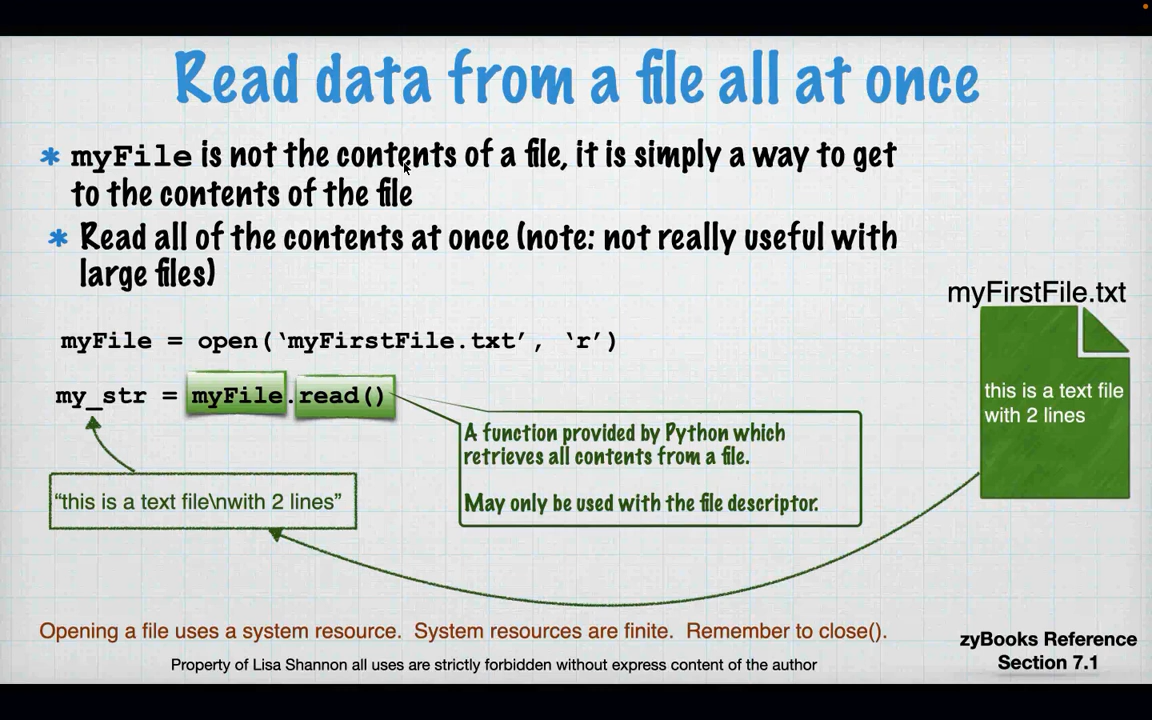 Read data from a file all at once
* myFile is not the contents of a file, it is simply a way to get
to the contents of the file
* Read all of the contents at once (note: not really useful with
large files)
myFirstFile.txt
myFile = open(‘myFirstFile.txt’, ‘r’)
my_str = myFile.read()
this is a text file
with 2 lines
A function provided by Python which
retrieves all contents from a file.
May only be used with the file descriptor.
“this is a text file\nwith 2 lines”
Opening a file uses a system resource. System resources are finite. Remember to close().
zyBooks Reference
Section 7.1
Property of Lisa Shannon all uses are strictly forbidden without express content of the author